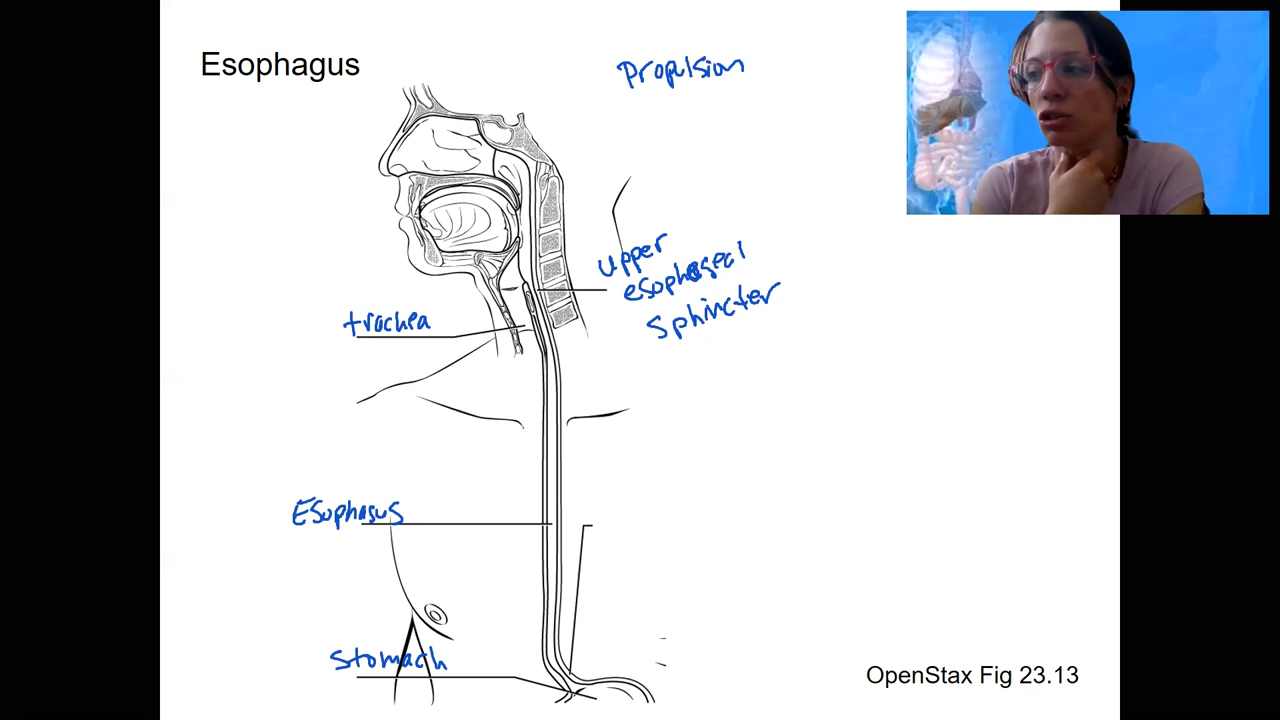 Esophagus
Propulsion
Upper
esophageal
Sphincter
trachea
Esophagus
Stomach
OpenStax Fig 23.13